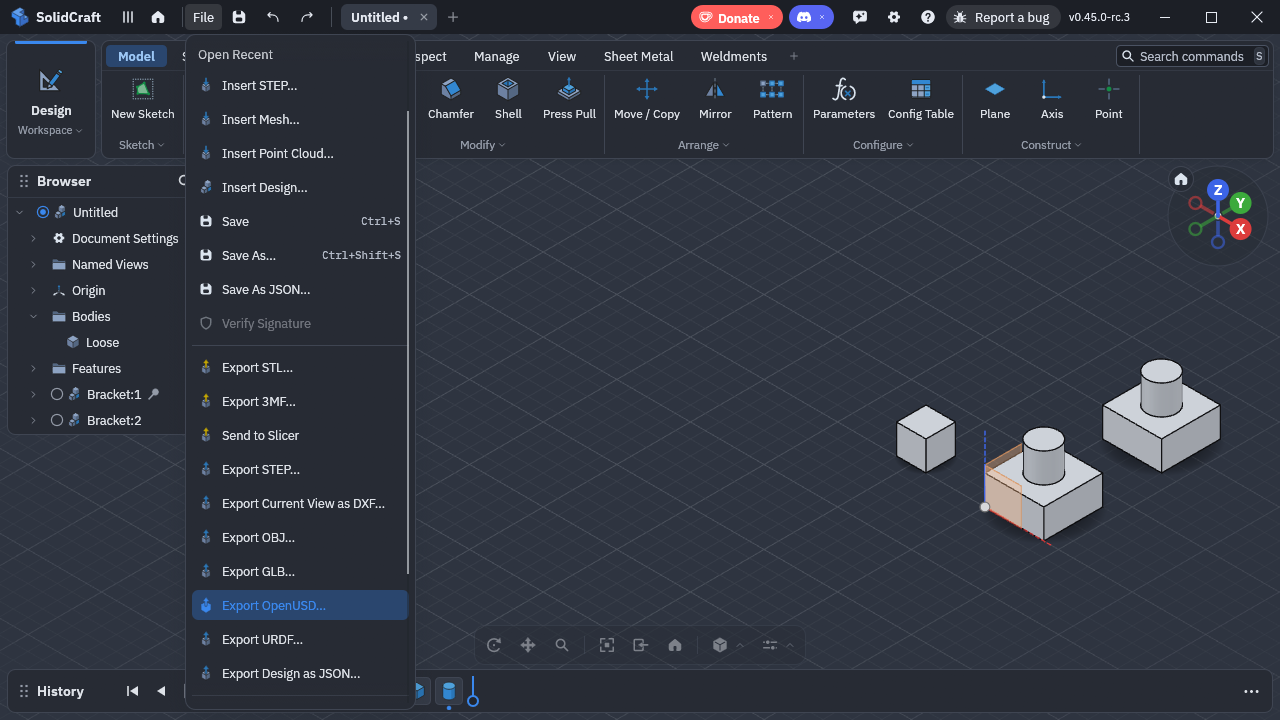 SolidCraft
File
Untitled •
Donate
Report a bug
v0.45.0-rc.3
Model
Manage
View
Sheet Metal
Weldments
Search commands
S
Design
Workspace
New Sketch
Sketch
Chamfer
Shell
Press Pull
Modify
Move / Copy
Mirror
Pattern
Arrange
Parameters
Config Table
Configure
Plane
Axis
Point
Construct
Open Recent
Insert STEP...
Insert Mesh...
Insert Point Cloud...
Insert Design...
Save Ctrl+S
Save As... Ctrl+Shift+S
Save As JSON...
Verify Signature
Export STL...
Export 3MF...
Send to Slicer
Export STEP...
Export Current View as DXF...
Export OBJ...
Export GLB...
Export OpenUSD...
Export URDF...
Export Design as JSON...
Browser
Untitled
Document Settings
Named Views
Origin
Bodies
Loose
Features
Bracket:1
Bracket:2
Z
Y
X
History